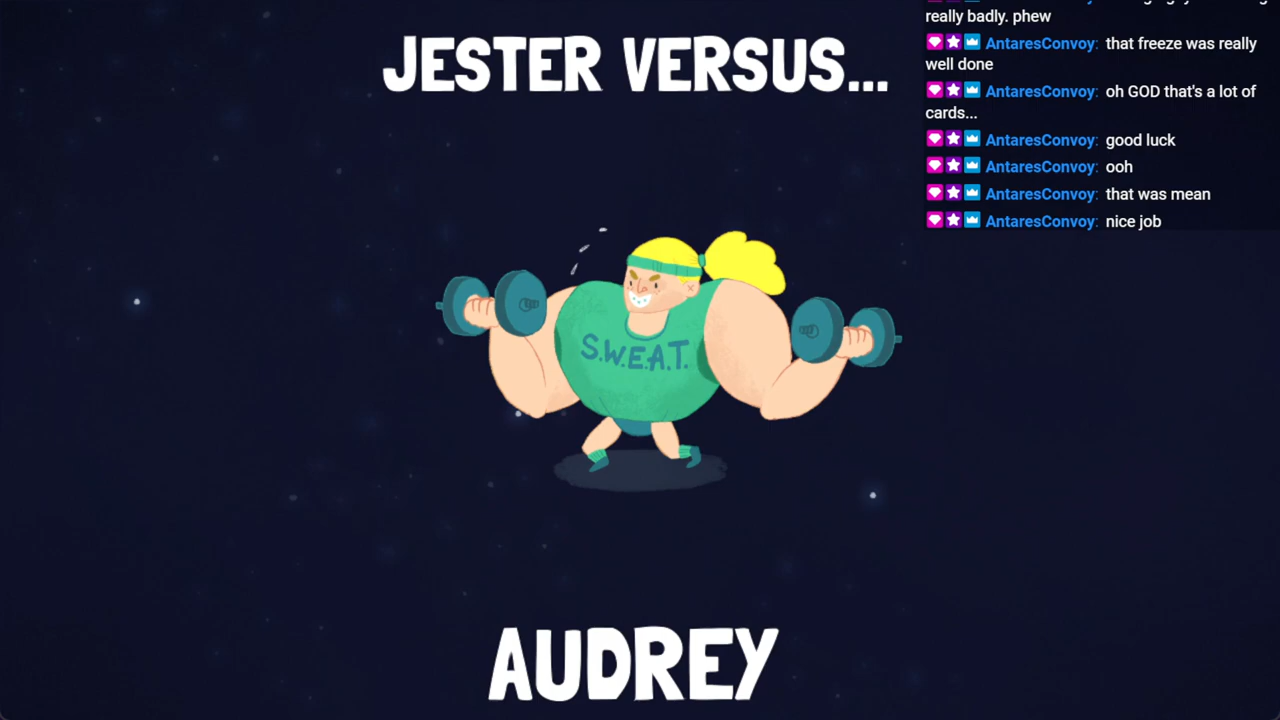 JESTER VERSUS...
really badly. phew
AntaresConvoy: that freeze was really
well done
AntaresConvoy: oh GOD that's a lot of
cards...
AntaresConvoy: good luck
AntaresConvoy: ooh
AntaresConvoy: that was mean
AntaresConvoy: nice job
S.W.E.A.T.
AUDREY